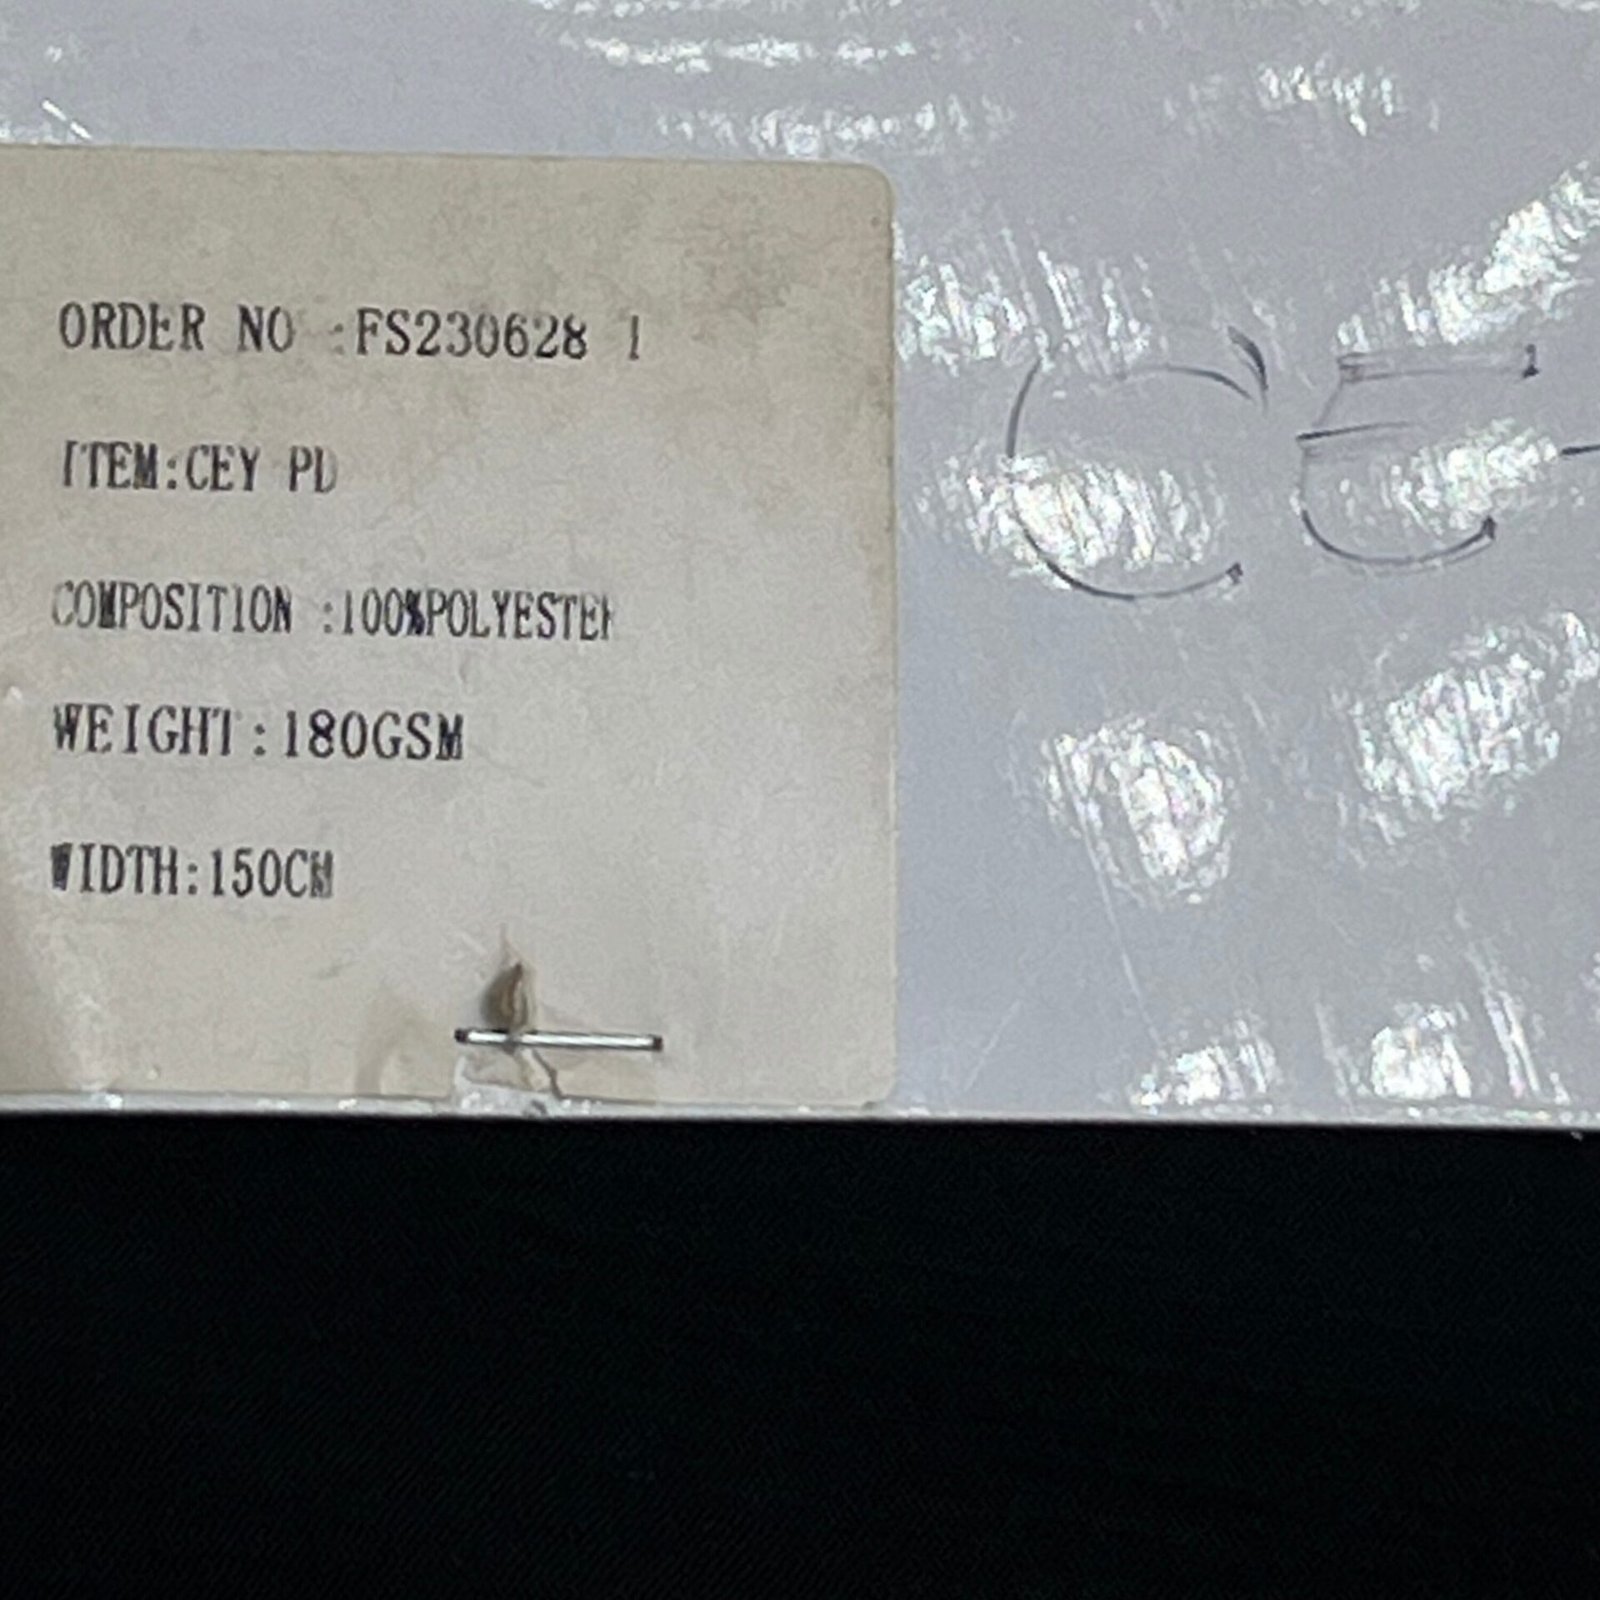 ORDER NO :FS230628 1
ITEM:CEY PD
COMPOSITION :100%POLYESTER
WEIGHT:180GSM
WIDTH:150CM